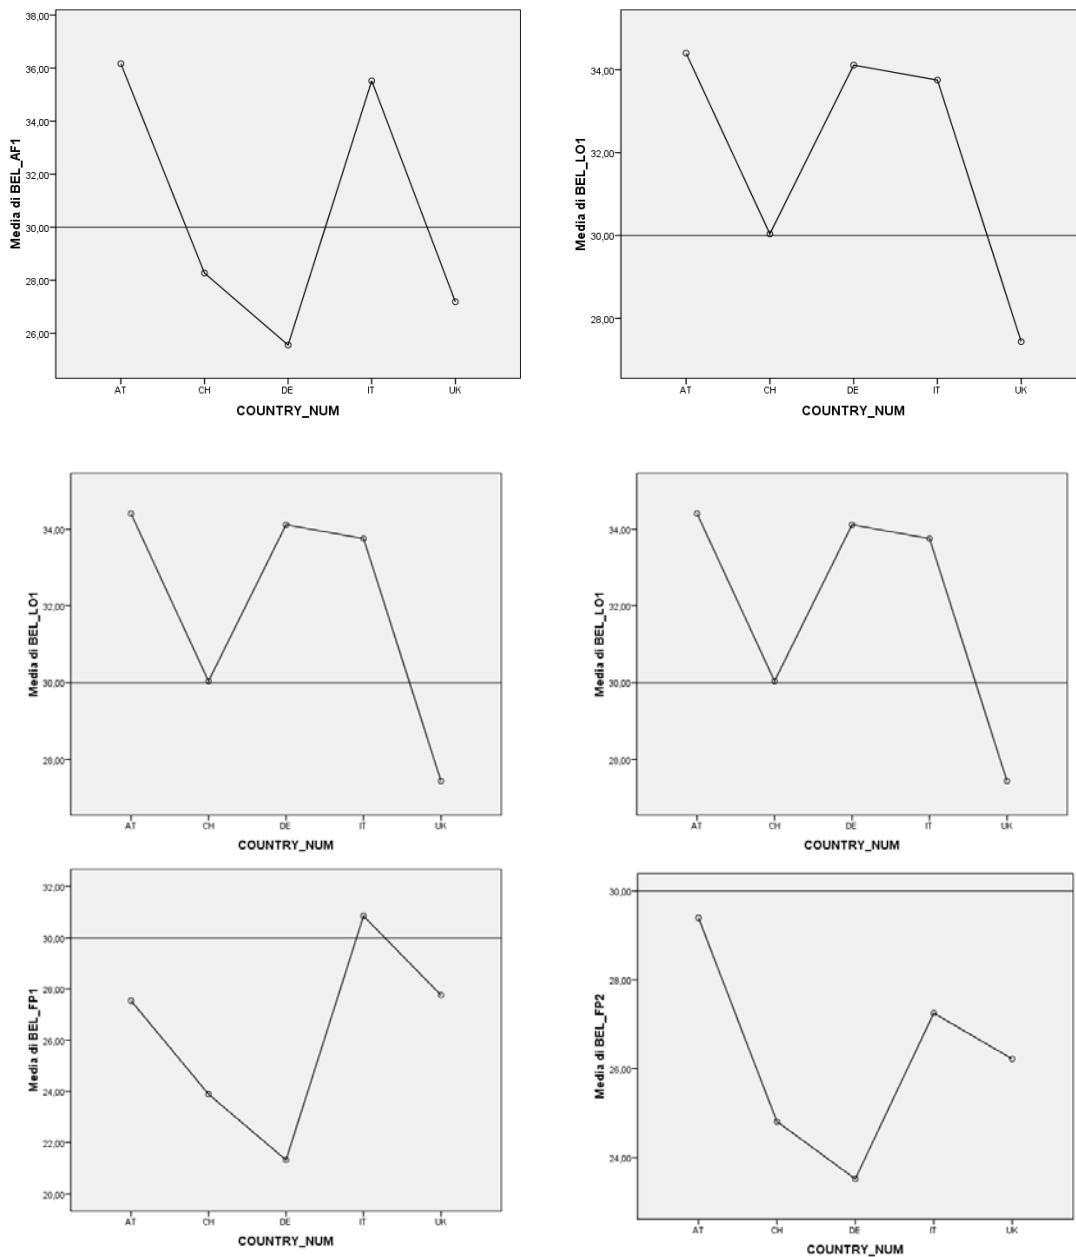 Media di BEL_AF1
38,00
36,00
34,00
32,00
30,00
28,00
26,00
AT CH DE IT UK
COUNTRY_NUM
Media di BEL_LO1
34,00
32,00
30,00
28,00
AT CH DE IT UK
COUNTRY_NUM
Media di BEL_LO1
34,00
32,00
30,00
28,00
AT CH DE IT UK
COUNTRY_NUM
Media di BEL_LO1
34,00
32,00
30,00
28,00
AT CH DE IT UK
COUNTRY_NUM
Media di BEL_FP1
32,00
30,00
28,00
26,00
24,00
22,00
20,00
AT CH DE IT UK
COUNTRY_NUM
Media di BEL_FP2
30,00
28,00
26,00
24,00
AT CH DE IT UK
COUNTRY_NUM